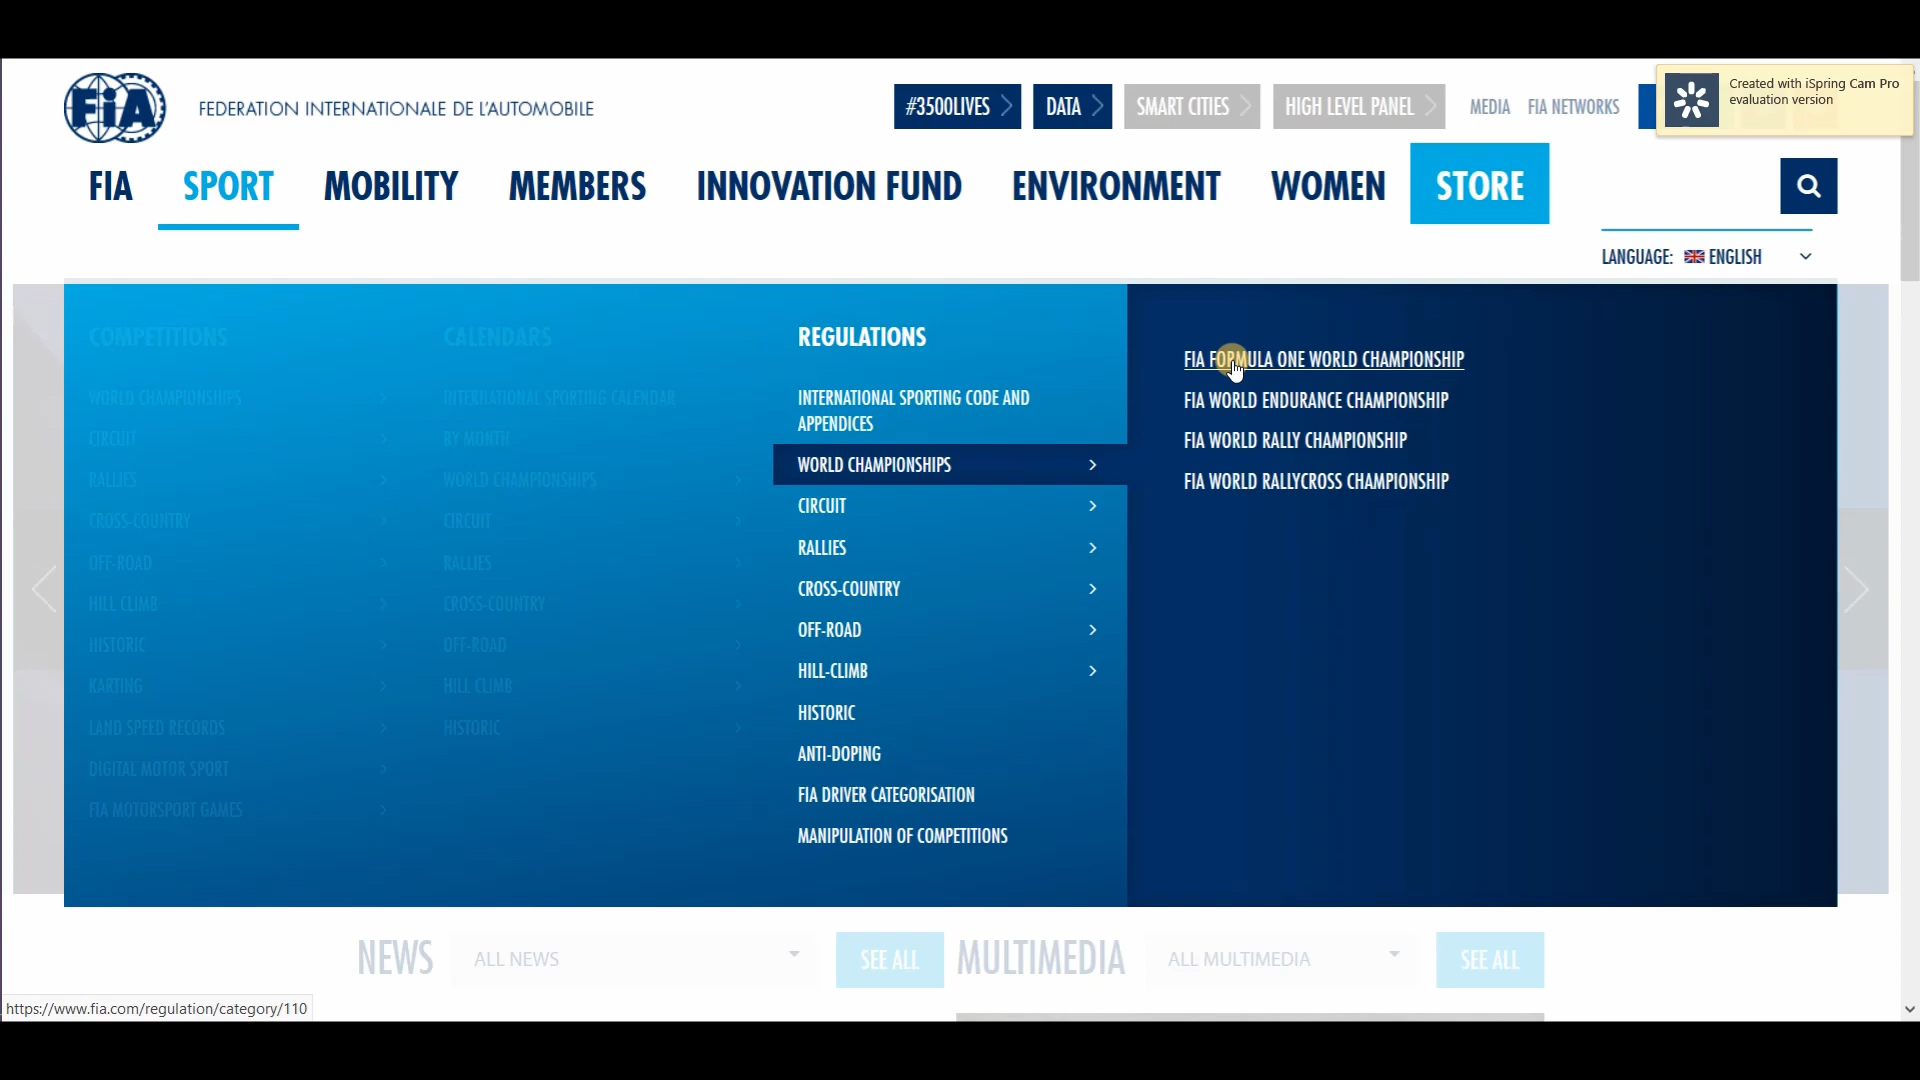 FiA
FEDERATION INTERNATIONALE DE L'AUTOMOBILE
#3500LIVES
DATA
SMART CITIES
HIGH LEVEL PANEL
MEDIA
FIA NETWORKS
Created with iSpring Cam Pro
evaluation version
FIA
SPORT
MOBILITY
MEMBERS
INNOVATION FUND
ENVIRONMENT
WOMEN
STORE
LANGUAGE: ENGLISH
COMPETITIONS
WORLD CHAMPIONSHIPS
CIRCUIT
RALLIES
CROSS-COUNTRY
OFF-ROAD
HILL CLIMB
HISTORIC
KARTING
LAND SPEED RECORDS
DIGITAL MOTOR SPORT
FIA MOTORSPORT GAMES
CALENDARS
INTERNATIONAL SPORTING CALENDAR
BY MONTH
WORLD CHAMPIONSHIPS
CIRCUIT
RALLIES
CROSS-COUNTRY
OFF-ROAD
HILL CLIMB
HISTORIC
REGULATIONS
INTERNATIONAL SPORTING CODE AND
APPENDICES
WORLD CHAMPIONSHIPS
CIRCUIT
RALLIES
CROSS-COUNTRY
OFF-ROAD
HILL-CLIMB
HISTORIC
ANTI-DOPING
FIA DRIVER CATEGORISATION
MANIPULATION OF COMPETITIONS
FIA FORMULA ONE WORLD CHAMPIONSHIP
FIA WORLD ENDURANCE CHAMPIONSHIP
FIA WORLD RALLY CHAMPIONSHIP
FIA WORLD RALLYCROSS CHAMPIONSHIP
NEWS
ALL NEWS
SEE ALL
MULTIMEDIA
ALL MULTIMEDIA
SEE ALL
https://www.fia.com/regulation/category/110